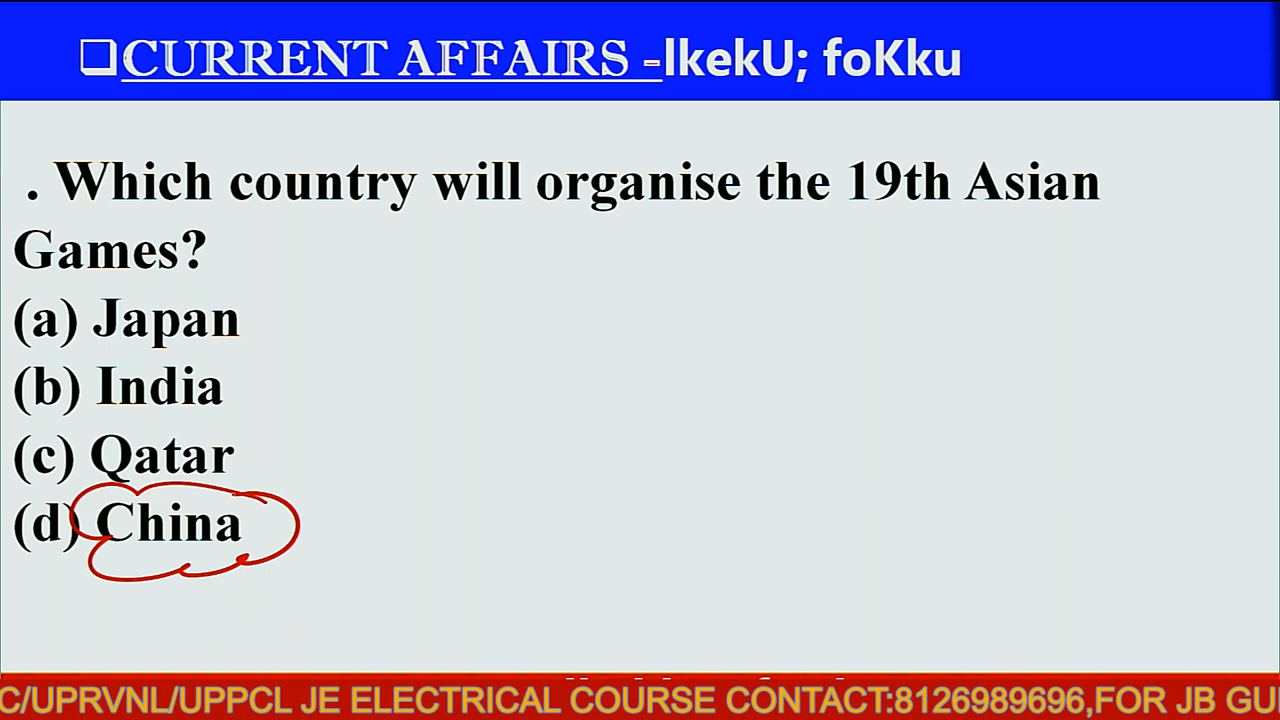 ❑CURRENT AFFAIRS -lkekU; foKku
. Which country will organise the 19th Asian
Games?
(a) Japan
(b) India
(c) Qatar
(d) China
C/UPRVNL/UPPCL JE ELECTRICAL COURSE CONTACT:8126989696,FOR JB GU